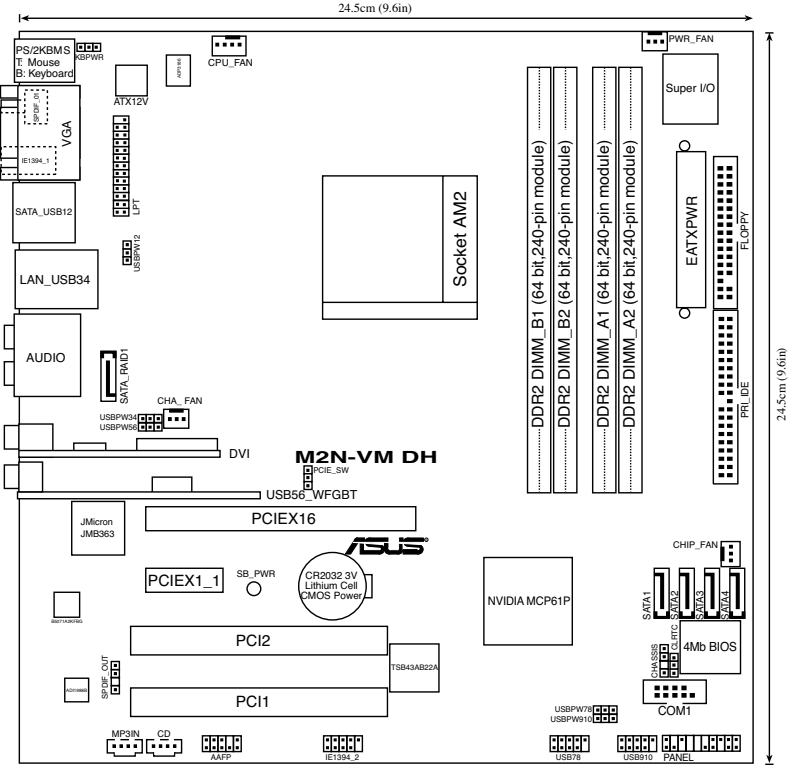 24.5cm (9.6in)
PS/2KBMS
T: Mouse
B: Keyboard
KBPWR
CPU_FAN
PWR_FAN
ATX12V
Super I/O
SPDIF_O1
VGA
IE1394_1
LPT
SATA_USB12
USBPW12
LAN_USB34
AUDIO
SATA_RAID1
CHA_FAN
USBPW34
USBPW56
Socket AM2
DDR2 DIMM_B1 (64 bit,240-pin module)
DDR2 DIMM_B2 (64 bit,240-pin module)
DDR2 DIMM_A1 (64 bit,240-pin module)
DDR2 DIMM_A2 (64 bit,240-pin module)
EATXPWR
FLOPPY
PRI_IDE
24.5cm (9.6in)
DVI
M2N-VM DH
PCIE_SW
USB56_WFGBT
JMicron
JMB363
PCIEX16
ASUS
PCIEX1_1
SB_PWR
CR2032 3V
Lithium Cell
CMOS Power
NVIDIA MCP61P
CHIP_FAN
SATA1
SATA2
SATA3
SATA4
CHASSIS
CLRTC
4Mb BIOS
PCI2
TSB43AB22A
SPDIF_OUT
PCI1
USBPW78
USBPW910
COM1
MP3IN
CD
AAFP
IE1394_2
USB78
USB910
PANEL